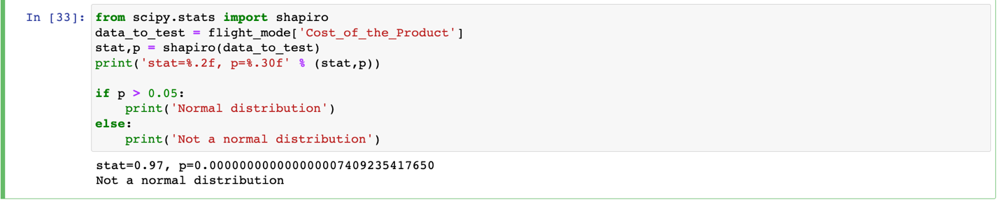 In [33]: from scipy.stats import shapiro
data_to_test = flight_mode['Cost_of_the_Product']
stat,p = shapiro(data_to_test)
print('stat=%.2f, p=%.30f' % (stat,p))

if p > 0.05:
    print('Normal distribution')
else:
    print('Not a normal distribution')
stat=0.97, p=0.000000000000000007409235417650
Not a normal distribution